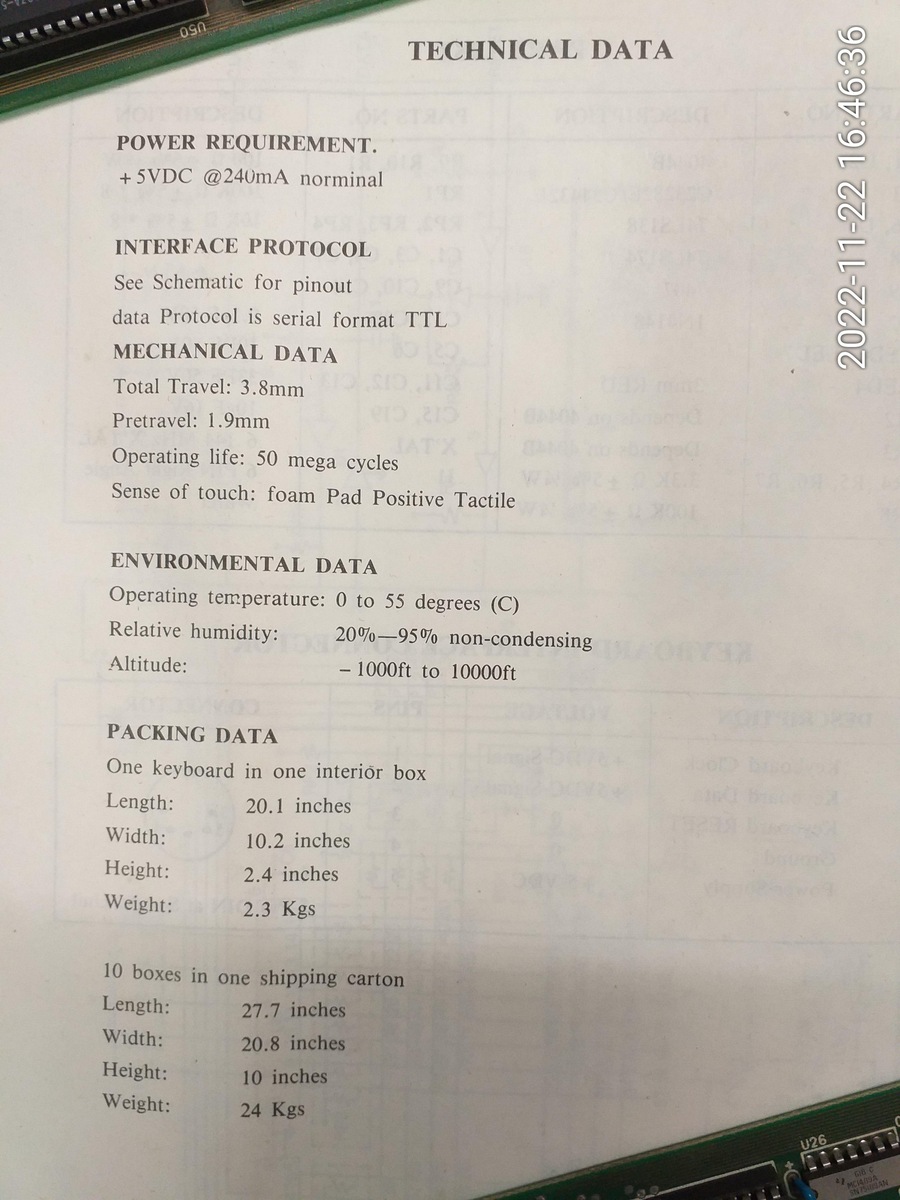 TECHNICAL DATA
2022-11-22 16:46:36
POWER REQUIREMENT.
+5VDC @240mA norminal
INTERFACE PROTOCOL
See Schematic for pinout
data Protocol is serial format TTL
MECHANICAL DATA
Total Travel: 3.8mm
Pretravel: 1.9mm
Operating life: 50 mega cycles
Sense of touch: foam Pad Positive Tactile
ENVIRONMENTAL DATA
Operating temperature: 0 to 55 degrees (C)
Relative humidity: 20%—95% non-condensing
Altitude: – 1000ft to 10000ft
PACKING DATA
One keyboard in one interior box
Length: 20.1 inches
Width: 10.2 inches
Height: 2.4 inches
Weight: 2.3 Kgs
10 boxes in one shipping carton
Length: 27.7 inches
Width: 20.8 inches
Height: 10 inches
Weight: 24 Kgs
U50
U26